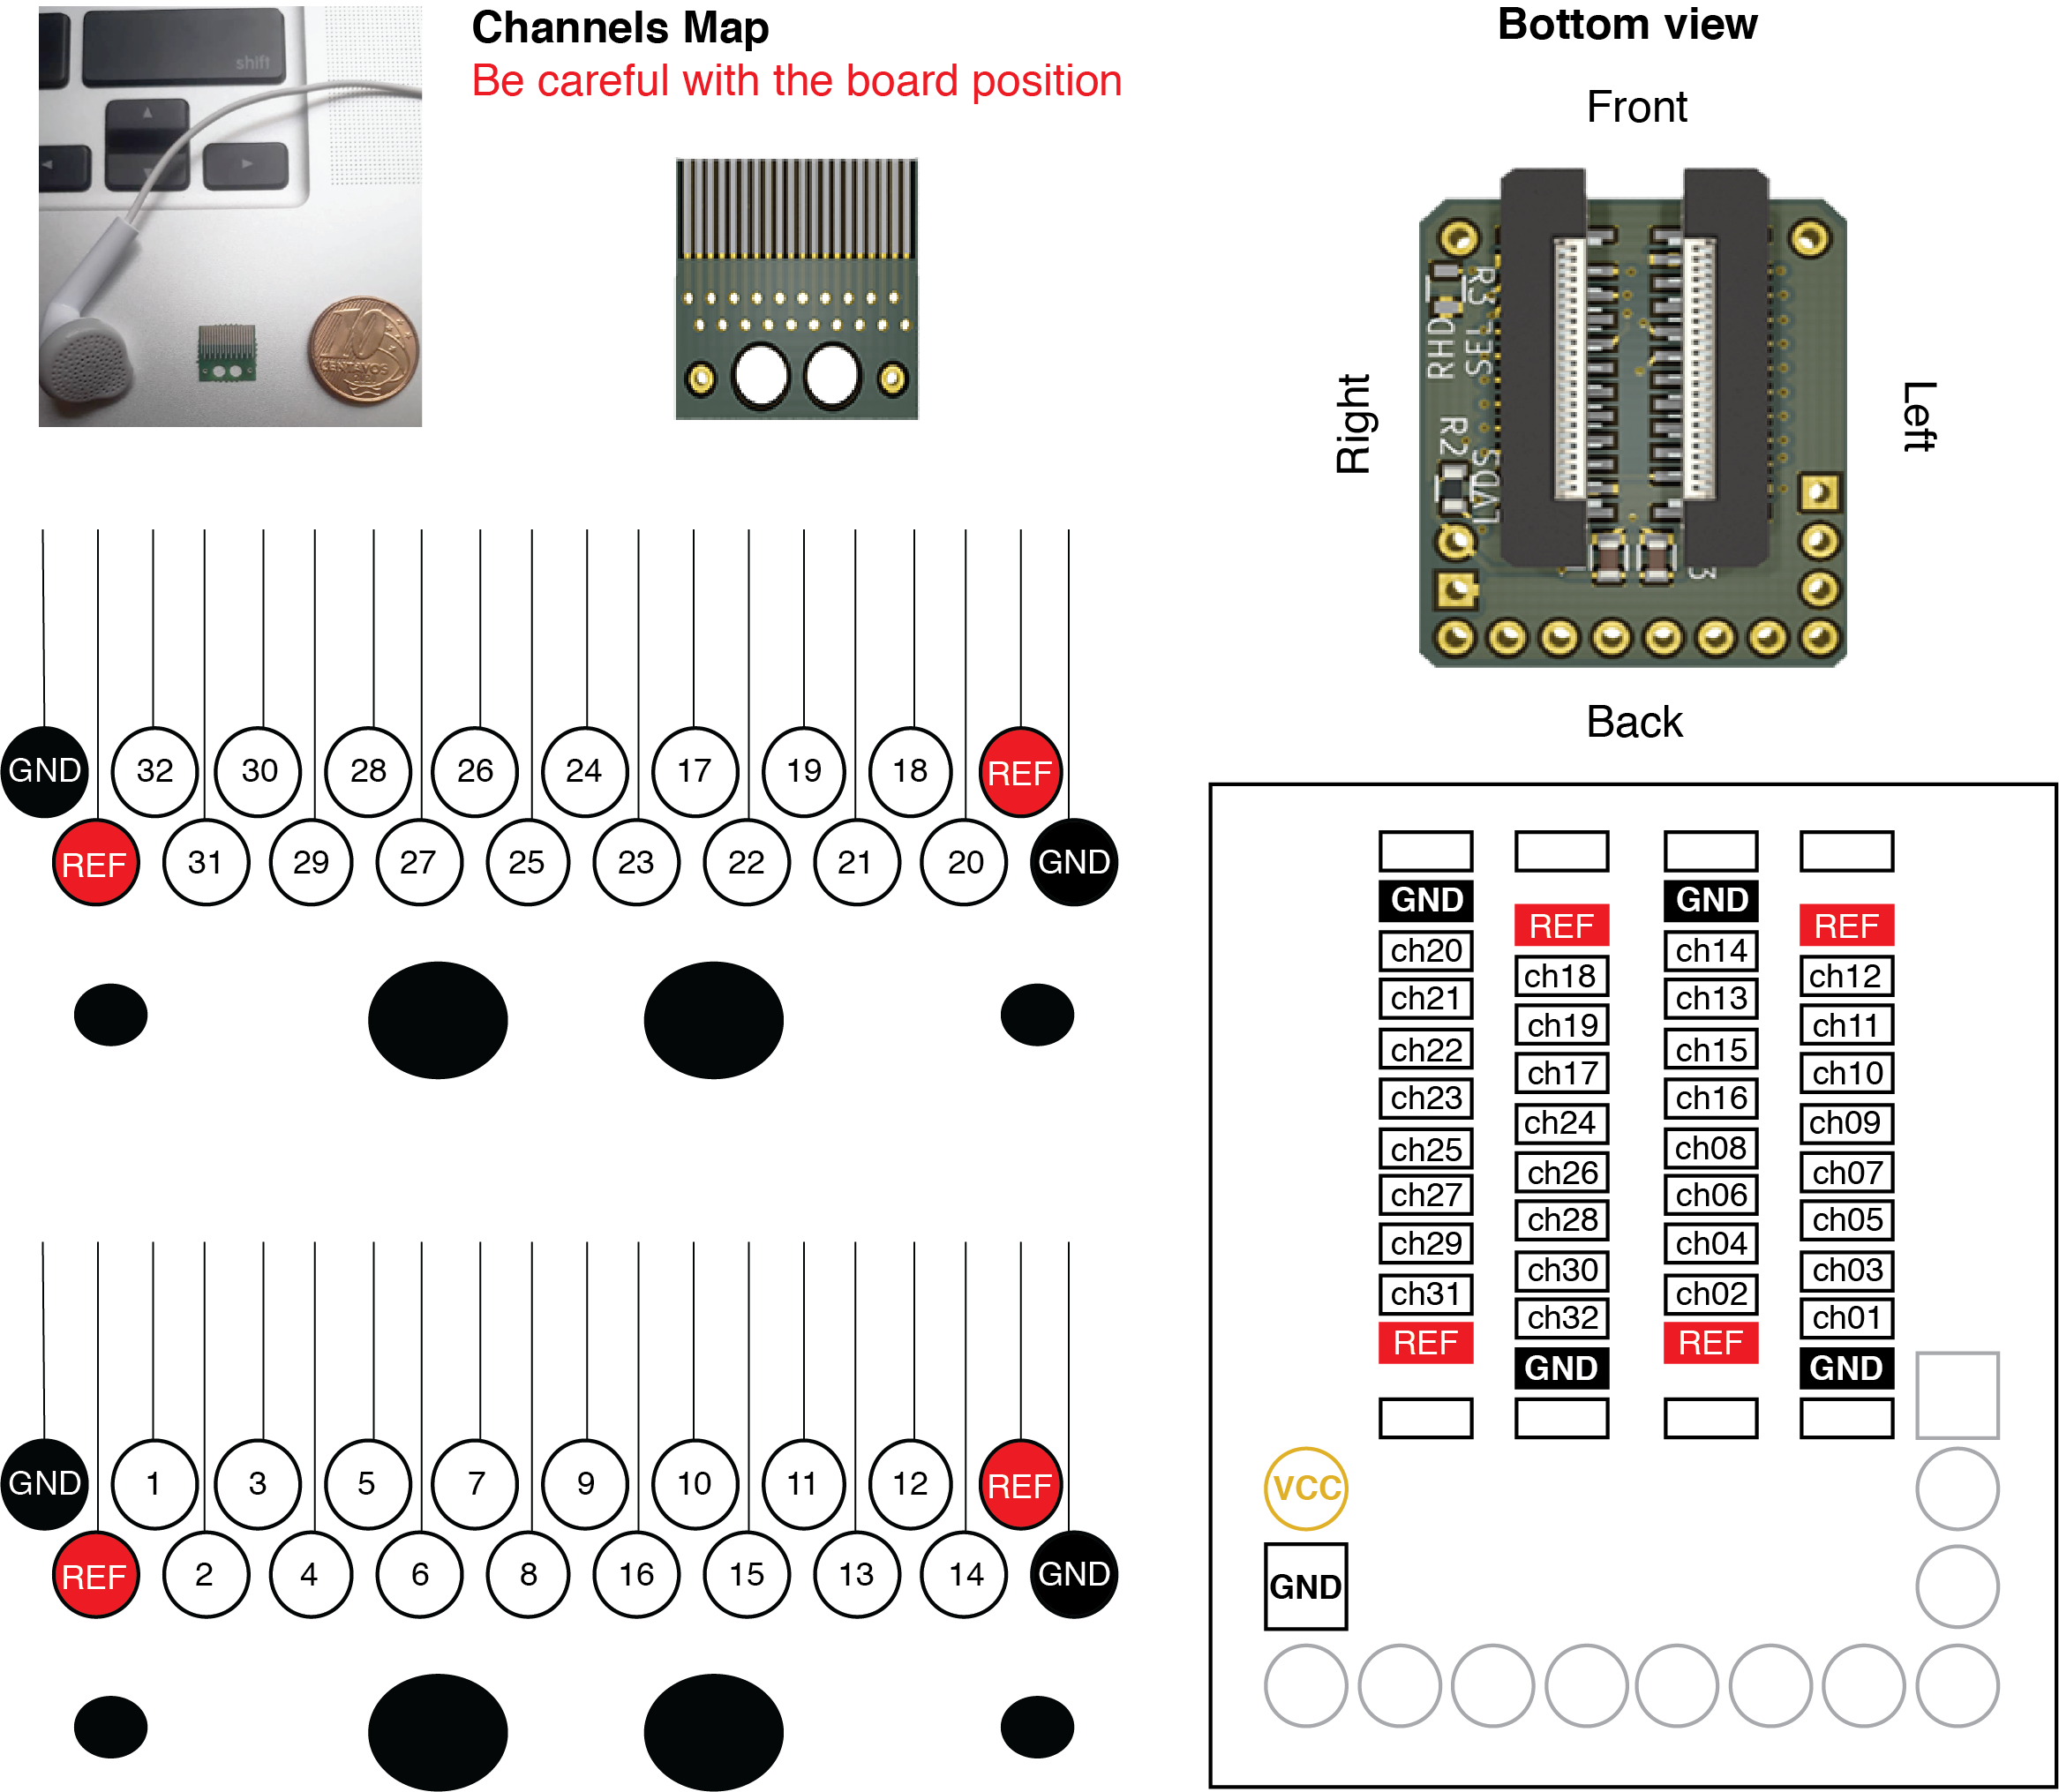 shift
10
CENTAVOS
Channels Map
Be careful with the board position
Bottom view
Front
Right
Left
Back
R3
RHD
SEL
R2
LVDS
3
GND 32 30 28 26 24 17 19 18 REF
REF 31 29 27 25 23 22 21 20 GND
GND 1 3 5 7 9 10 11 12 REF
REF 2 4 6 8 16 15 13 14 GND
GND GND
REF REF
ch20 ch14
ch18 ch12
ch21 ch13
ch19 ch11
ch22 ch15
ch17 ch10
ch23 ch16
ch24 ch09
ch25 ch08
ch26 ch07
ch27 ch06
ch28 ch05
ch29 ch04
ch30 ch03
ch31 ch02
ch32 ch01
REF REF
GND GND
VCC
GND